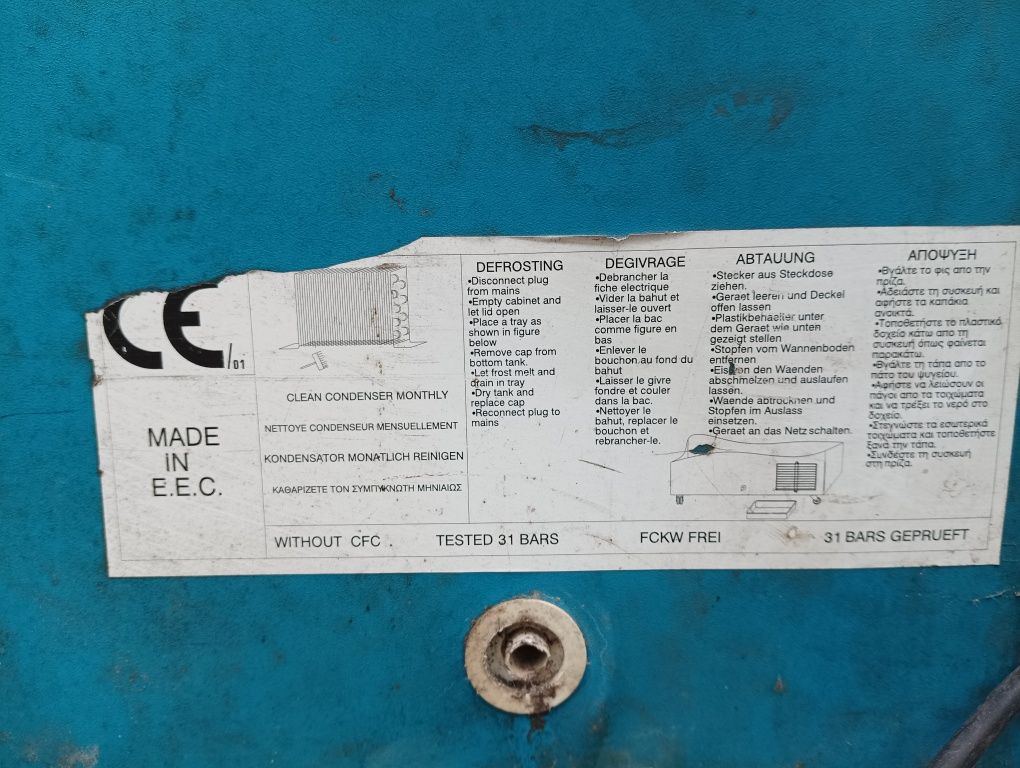 CE/01
MADE
IN
E.E.C.
CLEAN CONDENSER MONTHLY
NETTOYE CONDENSEUR MENSUELLEMENT
KONDENSATOR MONATLICH REINIGEN
ΚΑΘΑΡΙΖΕΤΕ ΤΟΝ ΣΥΜΠΥΚΝΩΤΗ ΜΗΝΙΑΙΩΣ
DEFROSTING
•Disconnect plug
from mains
•Empty cabinet and
let lid open
•Place a tray as
shown in figure
below
•Remove cap from
bottom tank.
•Let frost melt and
drain in tray
•Dry tank and
replace cap
•Reconnect plug to
mains
DEGIVRAGE
•Debrancher la
fiche electrique
•Vider la bahut et
laisser-le ouvert
•Placer la bac
comme figure en
bas
•Enlever le
bouchon.au fond du
bahut
•Laisser le givre
fondre et couler
dans la bac.
•Nettoyer le
bahut, replacer le
bouchon et
rebrancher-le.
ABTAUUNG
•Stecker aus Steckdose
ziehen.
•Geraet leeren und Deckel
offen lassen
•Plastikbehaelter unter
dem Geraet wie unten
gezeigt stellen
•Stopfen vom Wannenboden
entfernen
•Eis von den Waenden
abschmelzen und auslaufen
lassen.
•Waende abtrocknen und
Stopfen im Auslass
einsetzen.
•Geraet an das Netz schalten.
ΑΠΟΨΥΞΗ
•Βγάλτε το φις απο την
πρίζα.
•Αδειάστε τη συσκευή και
αφήστε τα καπάκια
ανοικτά.
•Τοποθετήστε το πλαστικό
δοχείο κάτω απο τη
συσκευή όπως φαίνεται
παρακάτω.
•Βγάλτε τη τάπα απο το
πάτο του ψυγείου.
•Αφήστε να λειώσουν οι
πάγοι απο τα τοιχώματα
και να τρέξει το νερό στο
δοχείο.
•Στεγνώστε τα εσωτερικά
τοιχώματα και τοποθετήστε
ξανά την τάπα.
•Συνδέστε τη συσκευή
στη πρίζα.
WITHOUT CFC. TESTED 31 BARS FCKW FREI 31 BARS GEPRUEFT